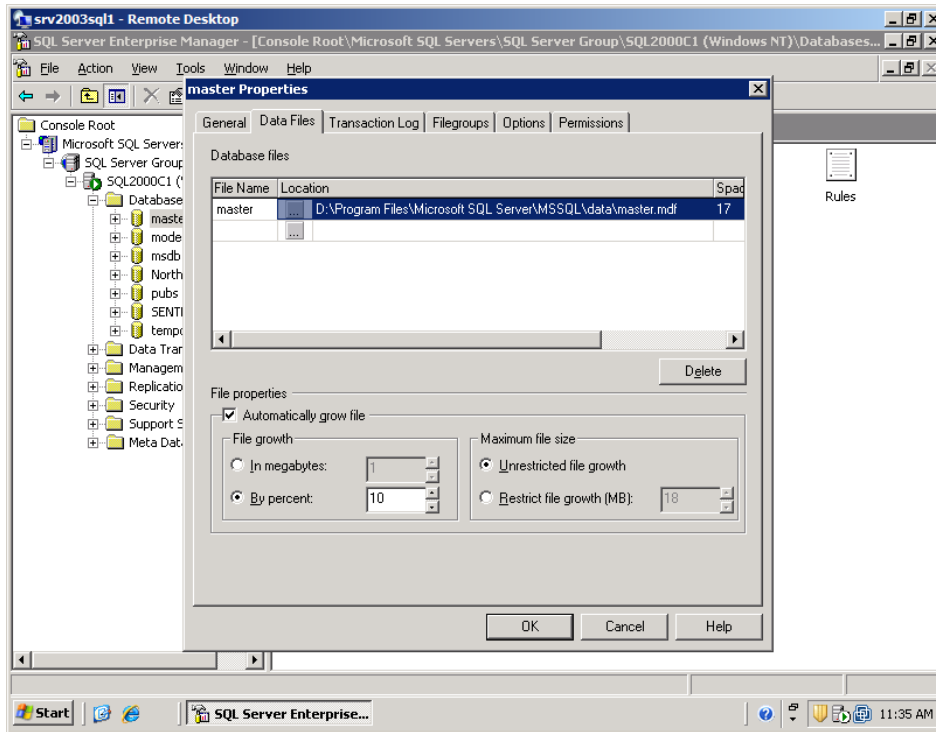 srv2003sql1 - Remote Desktop
SQL Server Enterprise Manager - [Console Root\Microsoft SQL Servers\SQL Server Group\SQL2000C1 (Windows NT)\Databases...
File Action View Tools Window Help
master Properties
General Data Files Transaction Log Filegroups Options Permissions
Console Root
Microsoft SQL Servers
SQL Server Group
SQL2000C1 ('
Database
maste
mode
msdb
North
pubs
SENTI
tempo
Data Tran
Managem
Replicatio
Security
Support S
Meta Dat
Database files
File Name Location Spac
master ... D:\Program Files\Microsoft SQL Server\MSSQL\data\master.mdf 17
...
Rules
Delete
File properties
Automatically grow file
File growth
In megabytes: 1
By percent: 10
Maximum file size
Unrestricted file growth
Restrict file growth (MB): 18
OK Cancel Help
Start SQL Server Enterprise... 11:35 AM